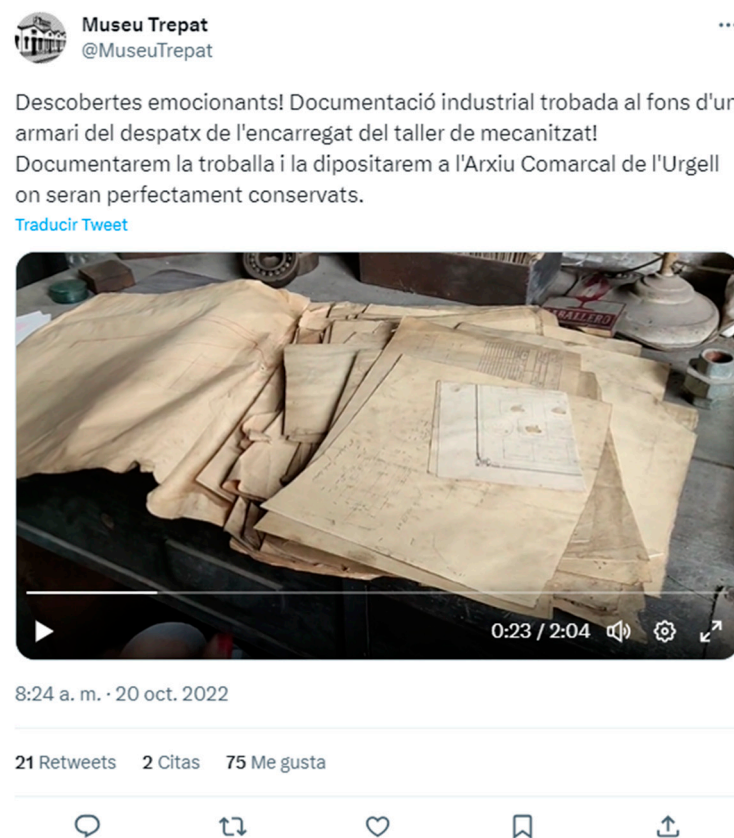 Museu Trepat
@MuseuTrepat
Descobertes emocionants! Documentació industrial trobada al fons d'un
armari del despatx de l'encarregat del taller de mecanitzat!
Documentarem la troballa i la dipositarem a l'Arxiu Comarcal de l'Urgell
on seran perfectament conservats.
Traducir Tweet
0:23 / 2:04
8:24 a. m. · 20 oct. 2022
21 Retweets 2 Citas 75 Me gusta